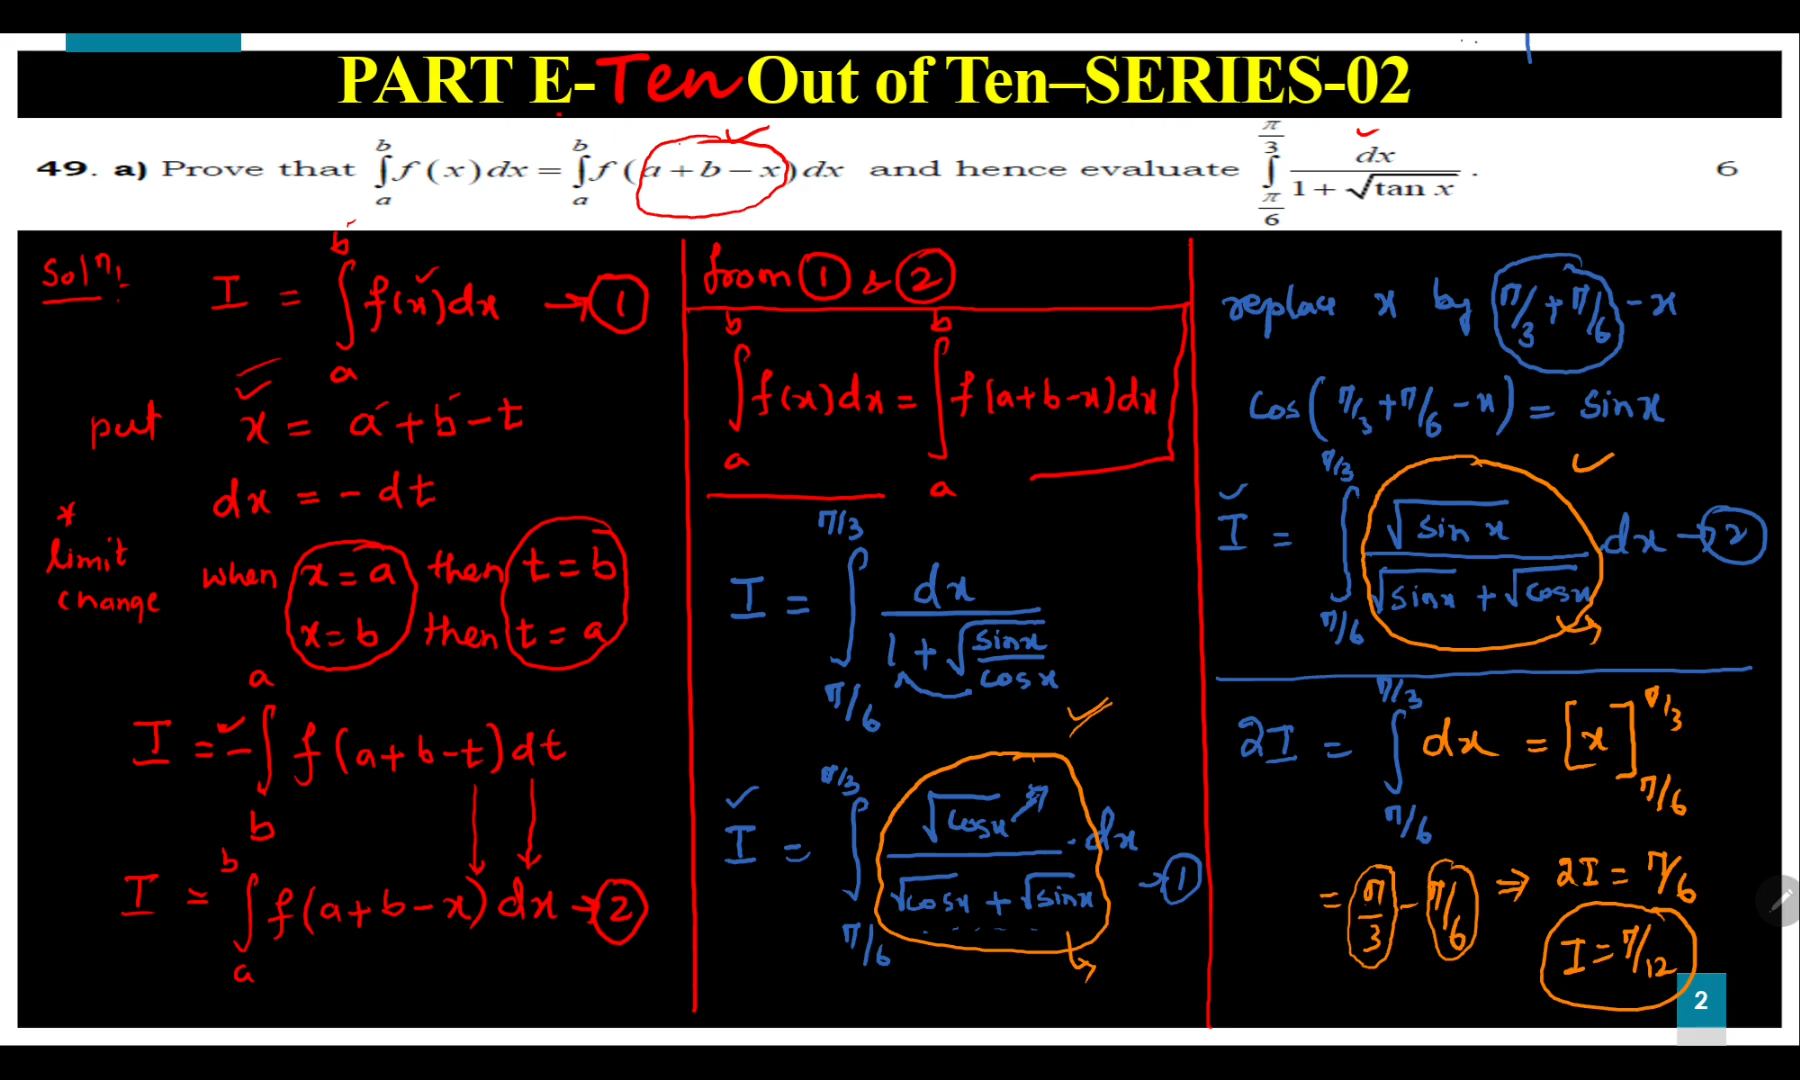 PART E-Ten Out of Ten–SERIES-02
49. a) Prove that ∫_a^b f(x)dx = ∫_a^b f(a+b−x)dx and hence evaluate ∫_{π/6}^{π/3} dx/(1+√tan x) . 6
Solⁿ:
I = ∫_a^b f(x)dx → ①
put x = a+b−t
dx = −dt
* limit change
when x=a then t=b
x=b then t=a
I = −∫_b^a f(a+b−t)dt
I = ∫_a^b f(a+b−x)dx → ②
from ① & ②
∫_a^b f(x)dx = ∫_a^b f(a+b−x)dx
I = ∫_{π/6}^{π/3} dx/(1+√(sinx/cosx))
I = ∫_{π/6}^{π/3} √cosx/(√cosx + √sinx) · dx → ①
replace x by π/3+π/6 − x
cos(π/3+π/6−x) = sinx
I = ∫_{π/6}^{π/3} √sinx/(√sinx + √cosx) dx → ②
2I = ∫_{π/6}^{π/3} dx = [x]_{π/6}^{π/3}
= π/3 − π/6 ⇒ 2I = π/6
I = π/12
2